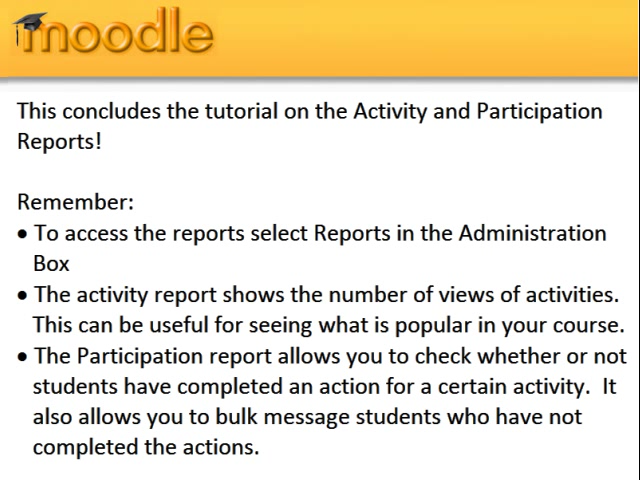 moodle
This concludes the tutorial on the Activity and Participation
Reports!
Remember:
• To access the reports select Reports in the Administration
Box
• The activity report shows the number of views of activities.
This can be useful for seeing what is popular in your course.
• The Participation report allows you to check whether or not
students have completed an action for a certain activity.  It
also allows you to bulk message students who have not
completed the actions.